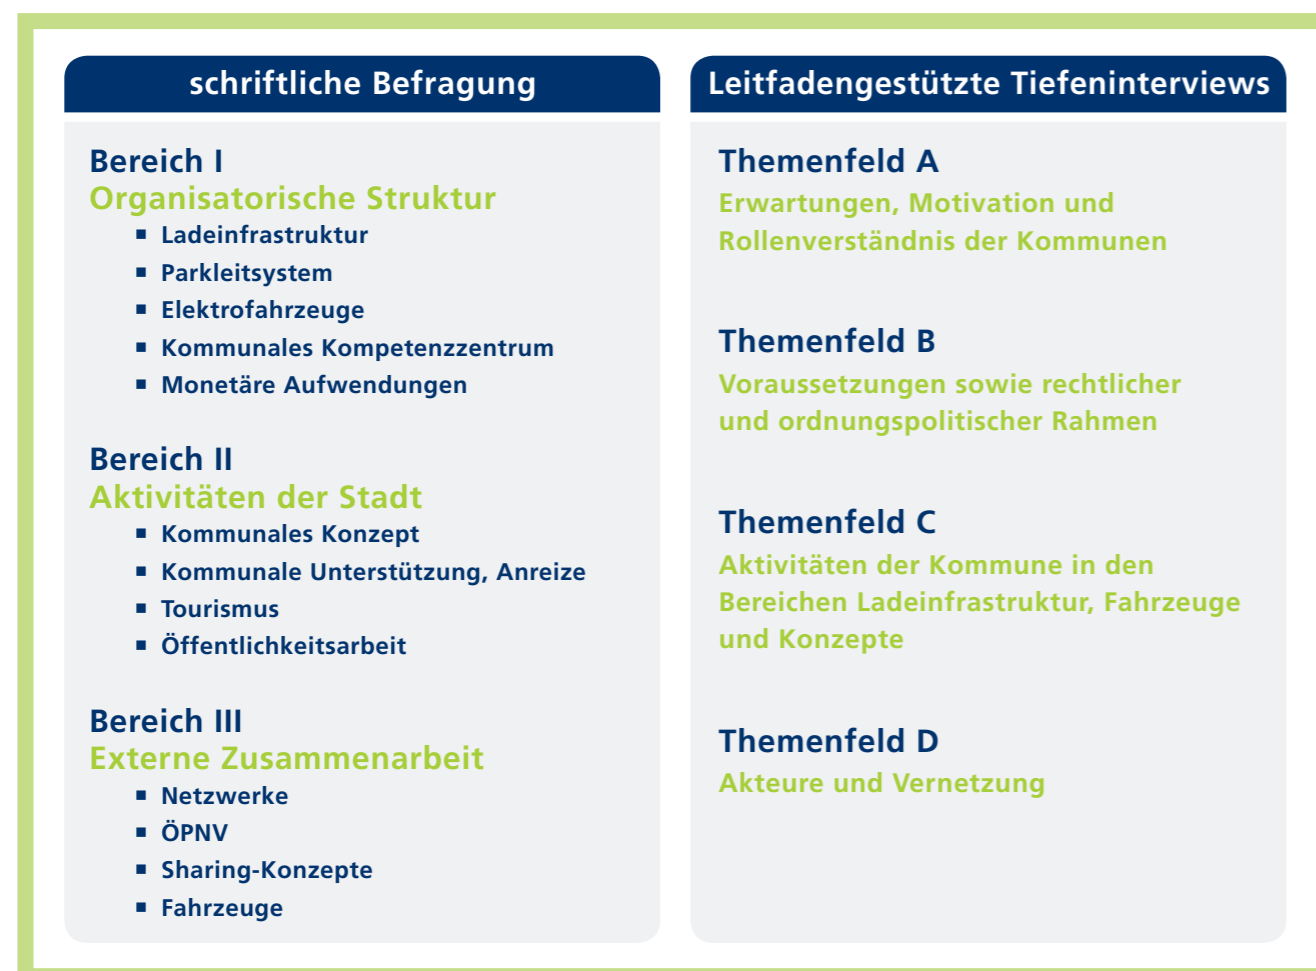 schriftliche Befragung
Bereich I
Organisatorische Struktur
▪ Ladeinfrastruktur
▪ Parkleitsystem
▪ Elektrofahrzeuge
▪ Kommunales Kompetenzzentrum
▪ Monetäre Aufwendungen
Bereich II
Aktivitäten der Stadt
▪ Kommunales Konzept
▪ Kommunale Unterstützung, Anreize
▪ Tourismus
▪ Öffentlichkeitsarbeit
Bereich III
Externe Zusammenarbeit
▪ Netzwerke
▪ ÖPNV
▪ Sharing-Konzepte
▪ Fahrzeuge
Leitfadengestützte Tiefeninterviews
Themenfeld A
Erwartungen, Motivation und
Rollenverständnis der Kommunen
Themenfeld B
Voraussetzungen sowie rechtlicher
und ordnungspolitischer Rahmen
Themenfeld C
Aktivitäten der Kommune in den
Bereichen Ladeinfrastruktur, Fahrzeuge
und Konzepte
Themenfeld D
Akteure und Vernetzung